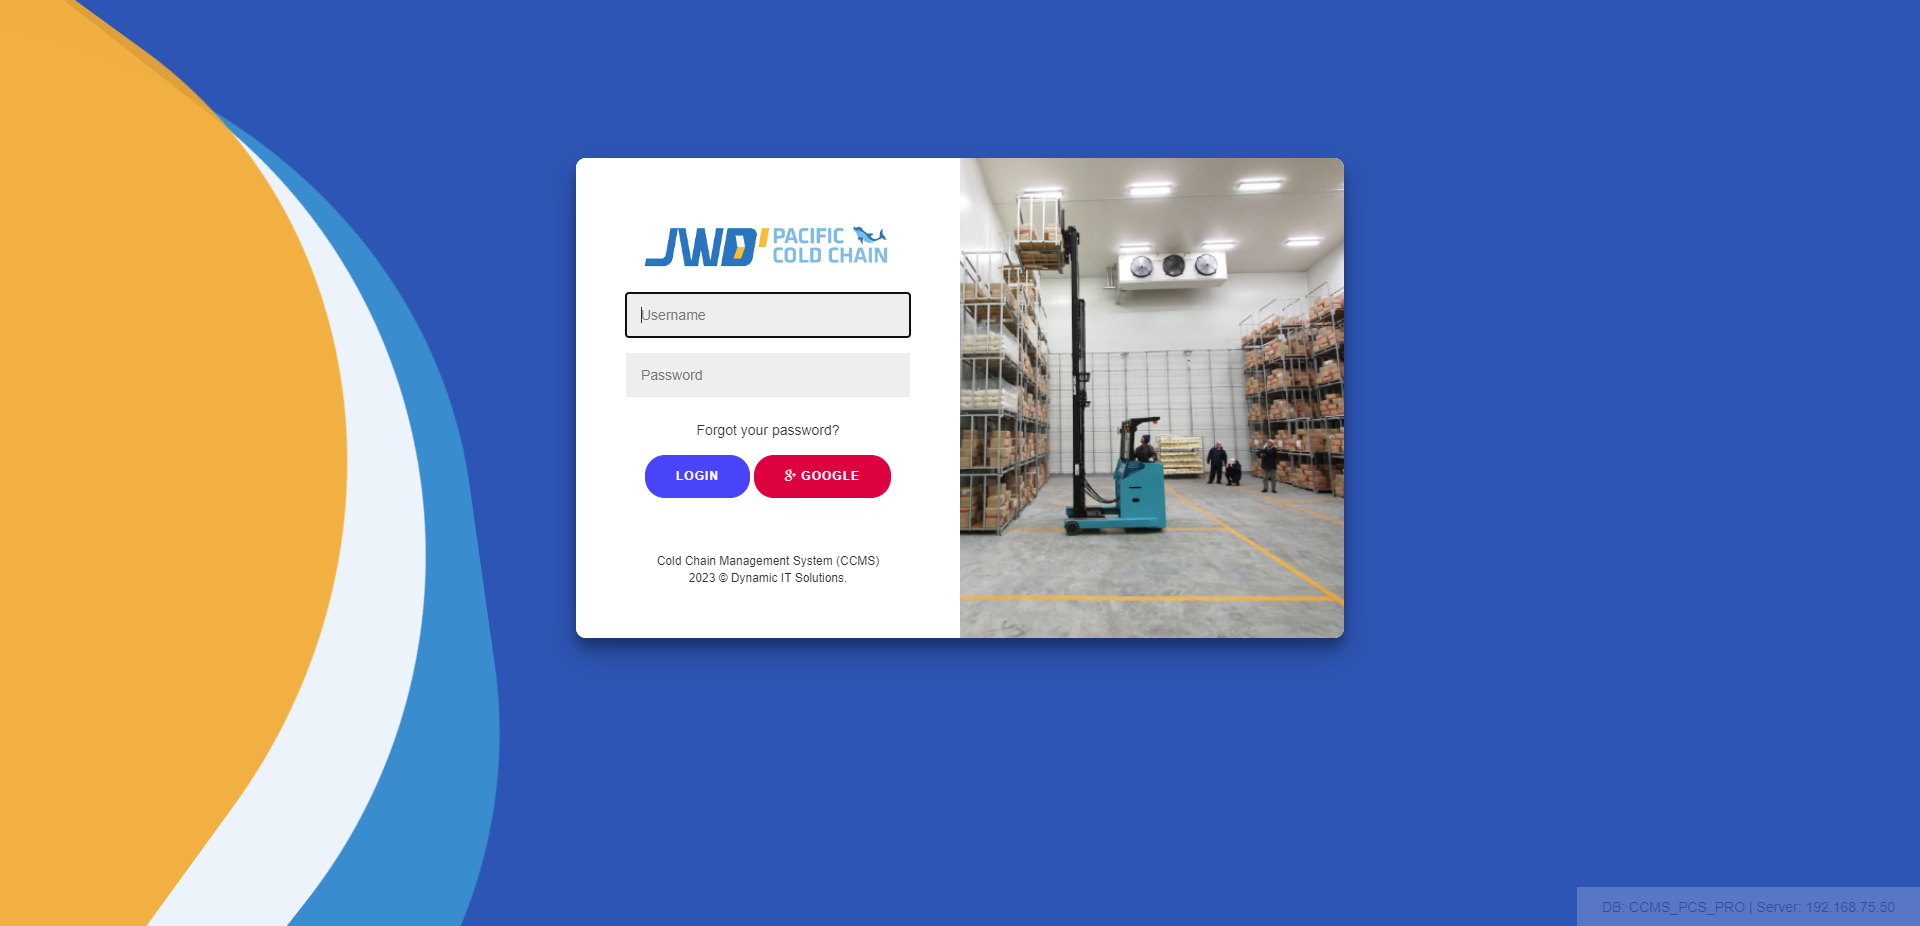 JWD PACIFIC
COLD CHAIN
Username
Password
Forgot your password?
LOGIN
GOOGLE
Cold Chain Management System (CCMS)
2023 © Dynamic IT Solutions.
DB: CCMS_PCS_PRO | Server: 192.168.75.50